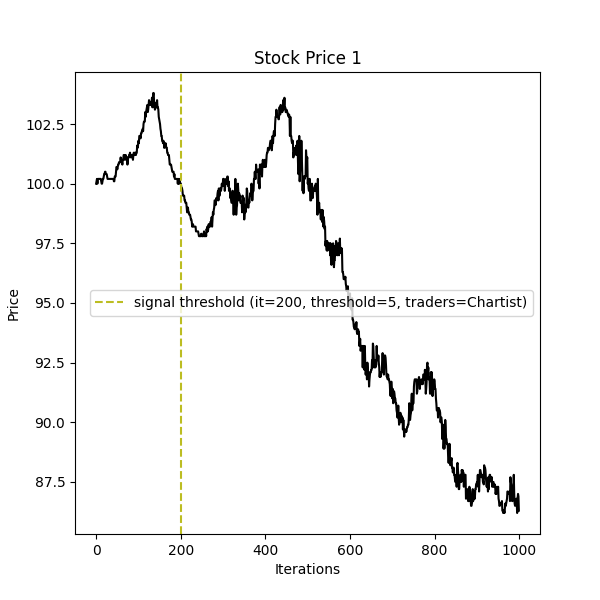 Stock Price 1
Price
102.5
100.0
97.5
95.0
92.5
90.0
87.5
signal threshold (it=200, threshold=5, traders=Chartist)
0 200 400 600 800 1000
Iterations